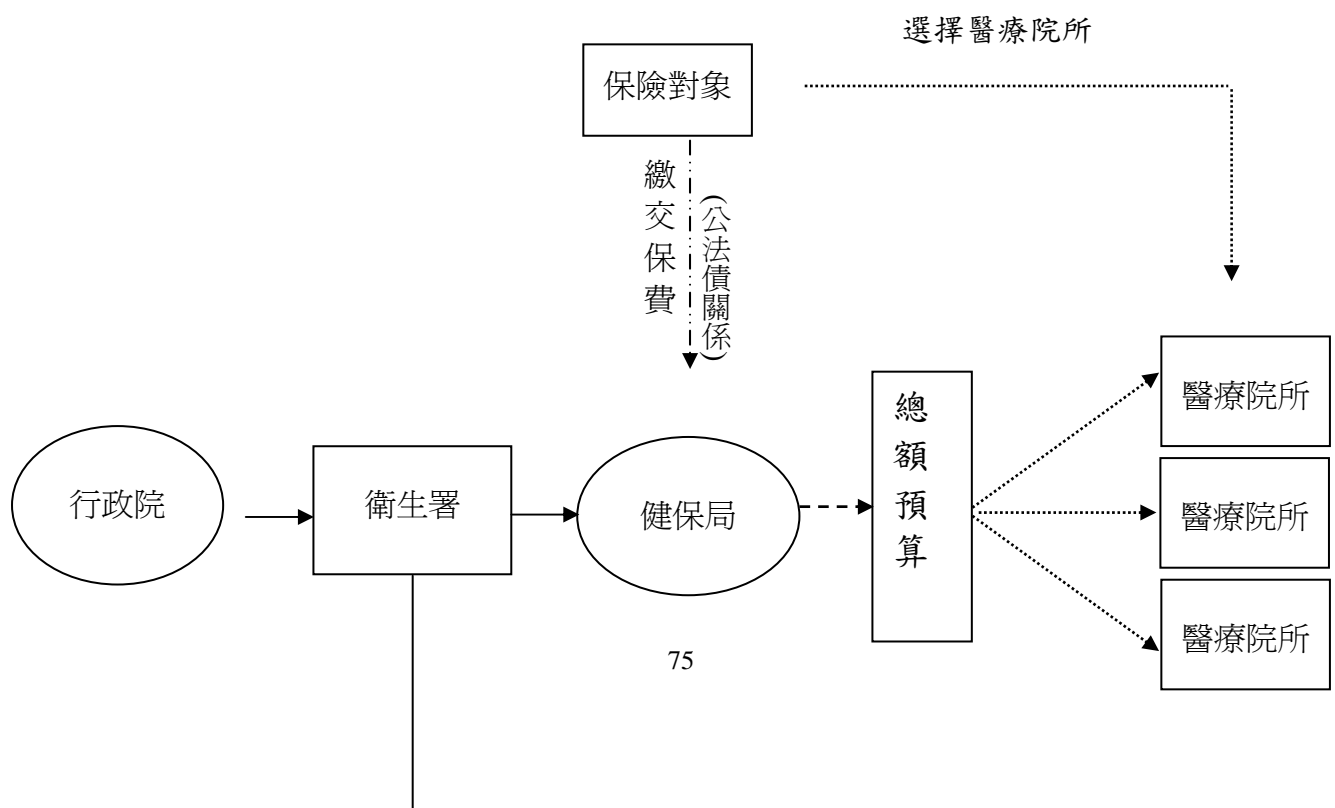 選擇醫療院所
保險對象
繳交保費
(公法債關係)
行政院
衛生署
健保局
總額預算
醫療院所
醫療院所
醫療院所
75